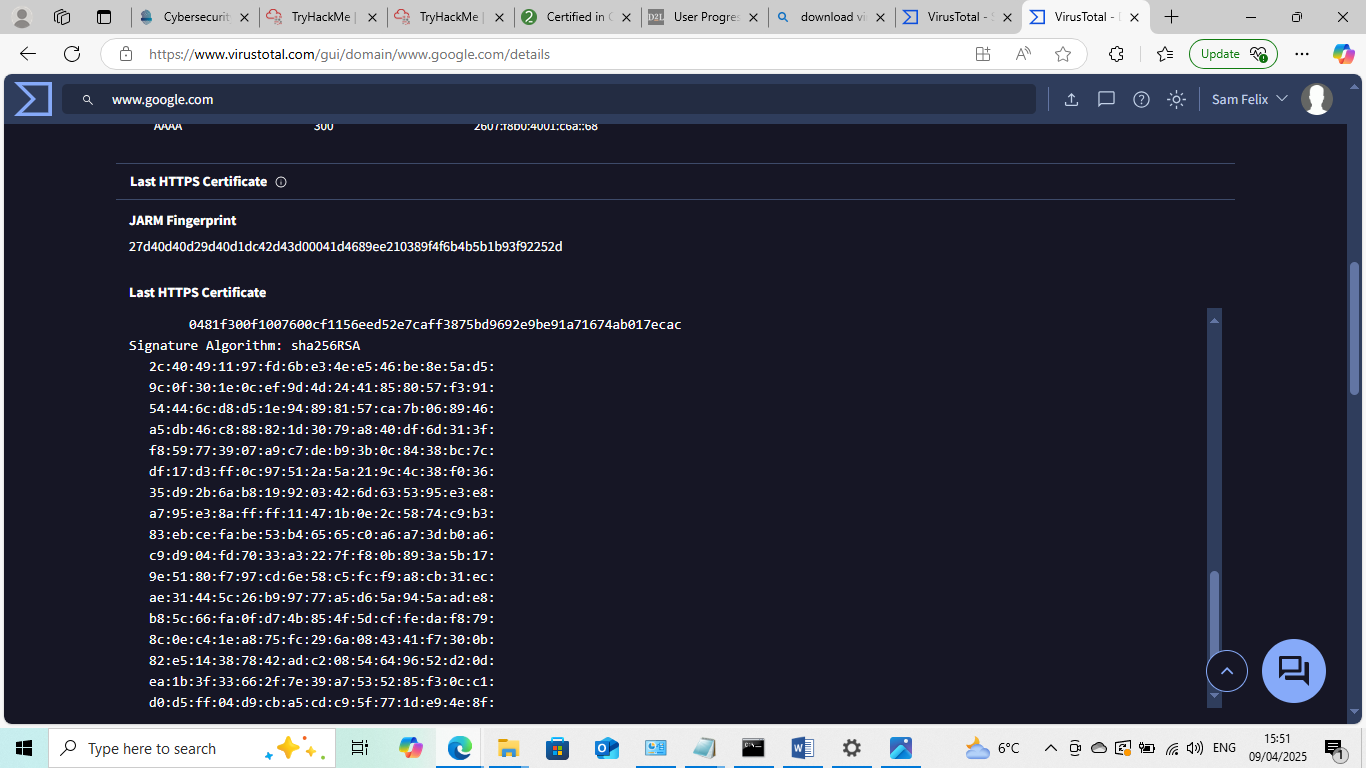 Cybersecurit
TryHackMe |
TryHackMe |
2 Certified in C
D2L User Progres
download vi
VirusTotal - S
VirusTotal - D
https://www.virustotal.com/gui/domain/www.google.com/details
Update
www.google.com
Sam Felix
AAAA 300 2607:f8b0:4001:c6a::68
Last HTTPS Certificate
JARM Fingerprint
27d40d40d29d40d1dc42d43d00041d4689ee210389f4f6b4b5b1b93f92252d
Last HTTPS Certificate
0481f300f1007600cf1156eed52e7caff3875bd9692e9be91a71674ab017ecac
Signature Algorithm: sha256RSA
2c:40:49:11:97:fd:6b:e3:4e:e5:46:be:8e:5a:d5:
9c:0f:30:1e:0c:ef:9d:4d:24:41:85:80:57:f3:91:
54:44:6c:d8:d5:1e:94:89:81:57:ca:7b:06:89:46:
a5:db:46:c8:88:82:1d:30:79:a8:40:df:6d:31:3f:
f8:59:77:39:07:a9:c7:de:b9:3b:0c:84:38:bc:7c:
df:17:d3:ff:0c:97:51:2a:5a:21:9c:4c:38:f0:36:
35:d9:2b:6a:b8:19:92:03:42:6d:63:53:95:e3:e8:
a7:95:e3:8a:ff:ff:11:47:1b:0e:2c:58:74:c9:b3:
83:eb:ce:fa:be:53:b4:65:65:c0:a6:a7:3d:b0:a6:
c9:d9:04:fd:70:33:a3:22:7f:f8:0b:89:3a:5b:17:
9e:51:80:f7:97:cd:6e:58:c5:fc:f9:a8:cb:31:ec:
ae:31:44:5c:26:b9:97:77:a5:d6:5a:94:5a:ad:e8:
b8:5c:66:fa:0f:d7:4b:85:4f:5d:cf:fe:da:f8:79:
8c:0e:c4:1e:a8:75:fc:29:6a:08:43:41:f7:30:0b:
82:e5:14:38:78:42:ad:c2:08:54:64:96:52:d2:0d:
ea:1b:3f:33:66:2f:7e:39:a7:53:52:85:f3:0c:c1:
d0:d5:ff:04:d9:cb:a5:cd:c9:5f:77:1d:e9:4e:8f:
Type here to search
6°C
ENG
15:51
09/04/2025
1